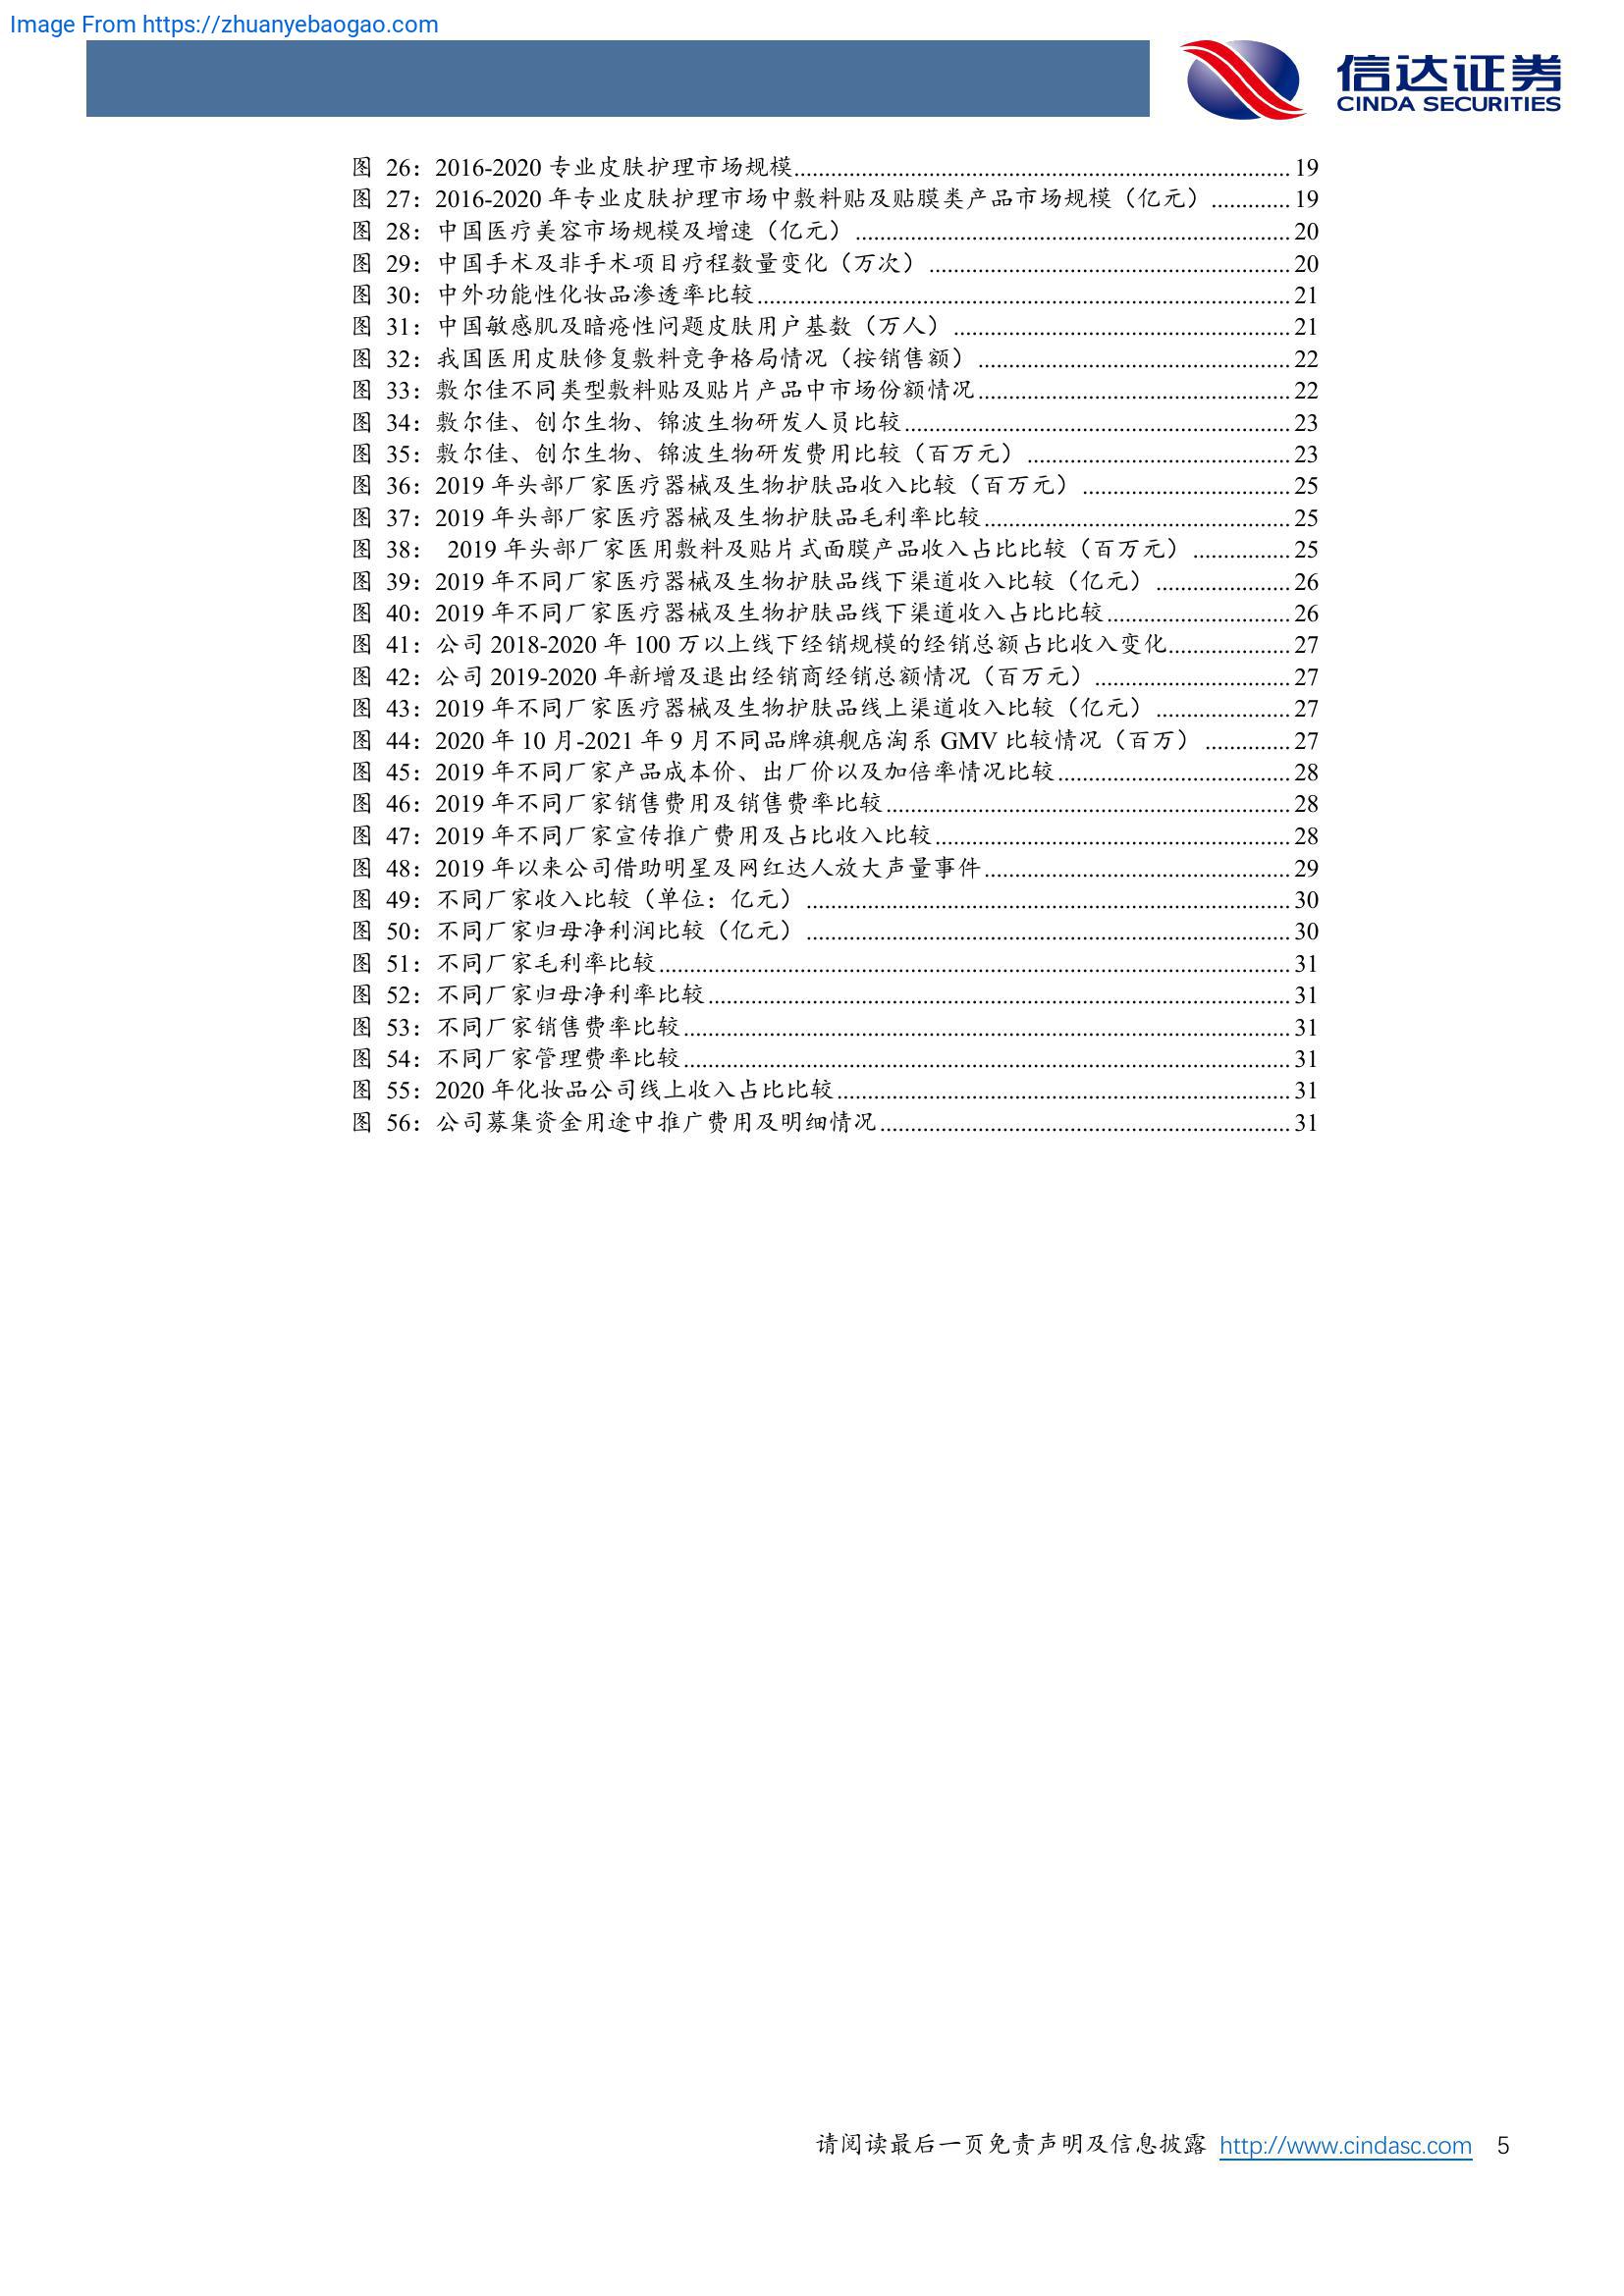 Image From https://zhuanyebaogao.com
信达证券
CINDA SECURITIES
图 26：2016-2020 专业皮肤护理市场规模 19
图 27：2016-2020 年专业皮肤护理市场中敷料贴及贴膜类产品市场规模（亿元） 19
图 28：中国医疗美容市场规模及增速（亿元） 20
图 29：中国手术及非手术项目疗程数量变化（万次） 20
图 30：中外功能性化妆品渗透率比较 21
图 31：中国敏感肌及暗疮性问题皮肤用户基数（万人） 21
图 32：我国医用皮肤修复敷料竞争格局情况（按销售额） 22
图 33：敷尔佳不同类型敷料贴及贴片产品中市场份额情况 22
图 34：敷尔佳、创尔生物、锦波生物研发人员比较 23
图 35：敷尔佳、创尔生物、锦波生物研发费用比较（百万元） 23
图 36：2019 年头部厂家医疗器械及生物护肤品收入比较（百万元） 25
图 37：2019 年头部厂家医疗器械及生物护肤品毛利率比较 25
图 38： 2019 年头部厂家医用敷料及贴片式面膜产品收入占比比较（百万元） 25
图 39：2019 年不同厂家医疗器械及生物护肤品线下渠道收入比较（亿元） 26
图 40：2019 年不同厂家医疗器械及生物护肤品线下渠道收入占比比较 26
图 41：公司 2018-2020 年 100 万以上线下经销规模的经销总额占比收入变化 27
图 42：公司 2019-2020 年新增及退出经销商经销总额情况（百万元） 27
图 43：2019 年不同厂家医疗器械及生物护肤品线上渠道收入比较（亿元） 27
图 44：2020 年 10 月-2021 年 9 月不同品牌旗舰店淘系 GMV 比较情况（百万） 27
图 45：2019 年不同厂家产品成本价、出厂价以及加倍率情况比较 28
图 46：2019 年不同厂家销售费用及销售费率比较 28
图 47：2019 年不同厂家宣传推广费用及占比收入比较 28
图 48：2019 年以来公司借助明星及网红达人放大声量事件 29
图 49：不同厂家收入比较（单位：亿元） 30
图 50：不同厂家归母净利润比较（亿元） 30
图 51：不同厂家毛利率比较 31
图 52：不同厂家归母净利率比较 31
图 53：不同厂家销售费率比较 31
图 54：不同厂家管理费率比较 31
图 55：2020 年化妆品公司线上收入占比比较 31
图 56：公司募集资金用途中推广费用及明细情况 31
请阅读最后一页免责声明及信息披露 http://www.cindasc.com 5